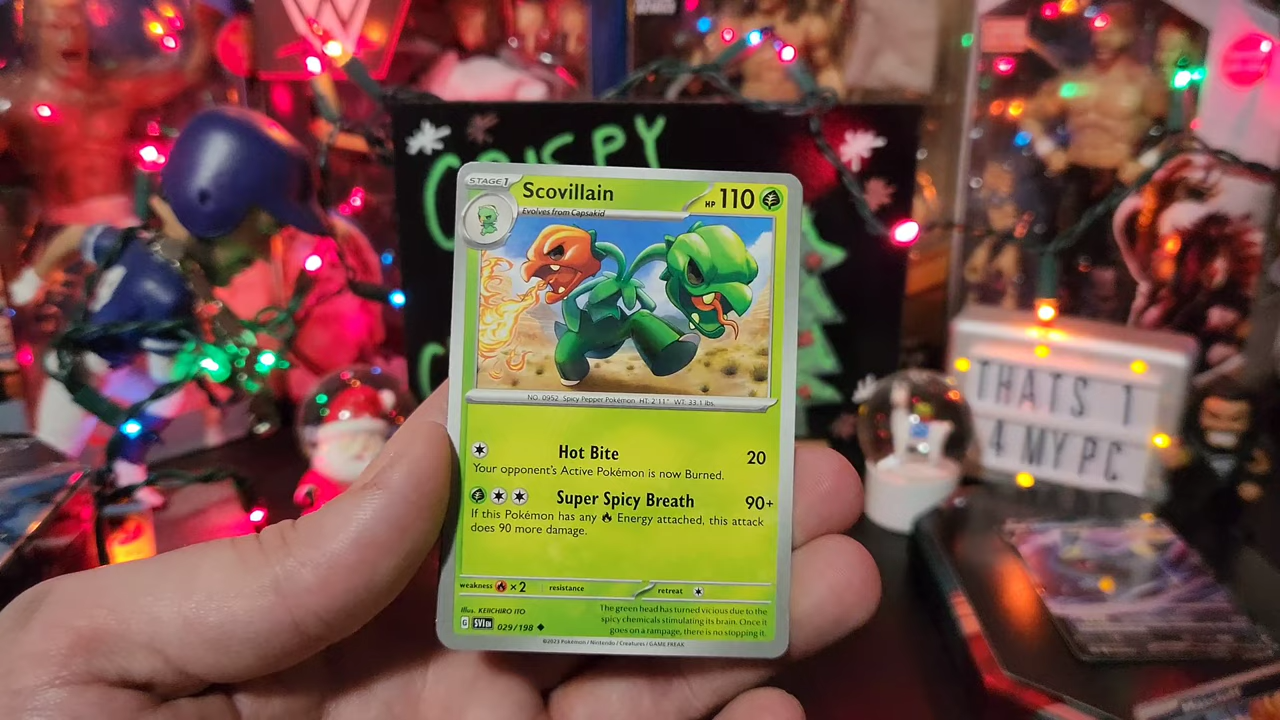 CRISPY
STAGE 1
Scovillain
HP 110
Evolves from Capsakid
NO. 0952 Spicy Pepper Pokémon HT: 2'11" WT: 33.1 lbs.
Hot Bite 20
Your opponent's Active Pokémon is now Burned.
Super Spicy Breath 90+
If this Pokémon has any Energy attached, this attack
does 90 more damage.
weakness ×2 resistance retreat
Illus. KEIICHIRO ITO
G SVI EN 029/198
The green head has turned vicious due to the
spicy chemicals stimulating its brain. Once it
goes on a rampage, there is no stopping it.
©2023 Pokémon / Nintendo / Creatures / GAME FREAK
THATS 1
4 MY PC